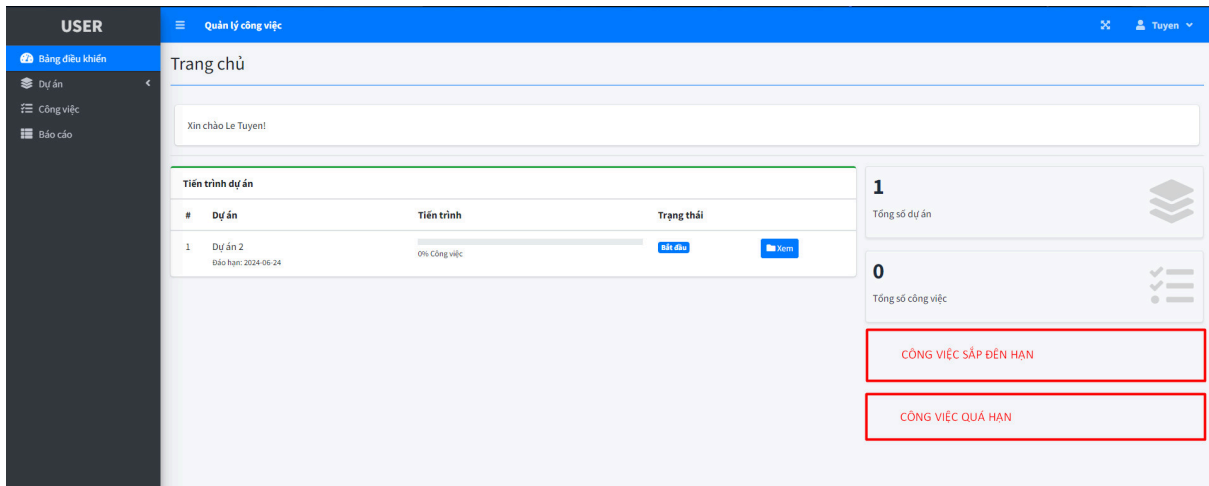 USER
Quản lý công việc
Tuyen
Bảng điều khiển
Dự án
Công việc
Báo cáo
Trang chủ
Xin chào Le Tuyen!
Tiến trình dự án
# Dự án Tiến trình Trạng thái
1 Dự án 2 0% Công việc Bắt đầu Xem
Đáo hạn: 2024-06-24
1
Tổng số dự án
0
Tổng số công việc
CÔNG VIỆC SẮP ĐẾN HẠN
CÔNG VIỆC QUÁ HẠN